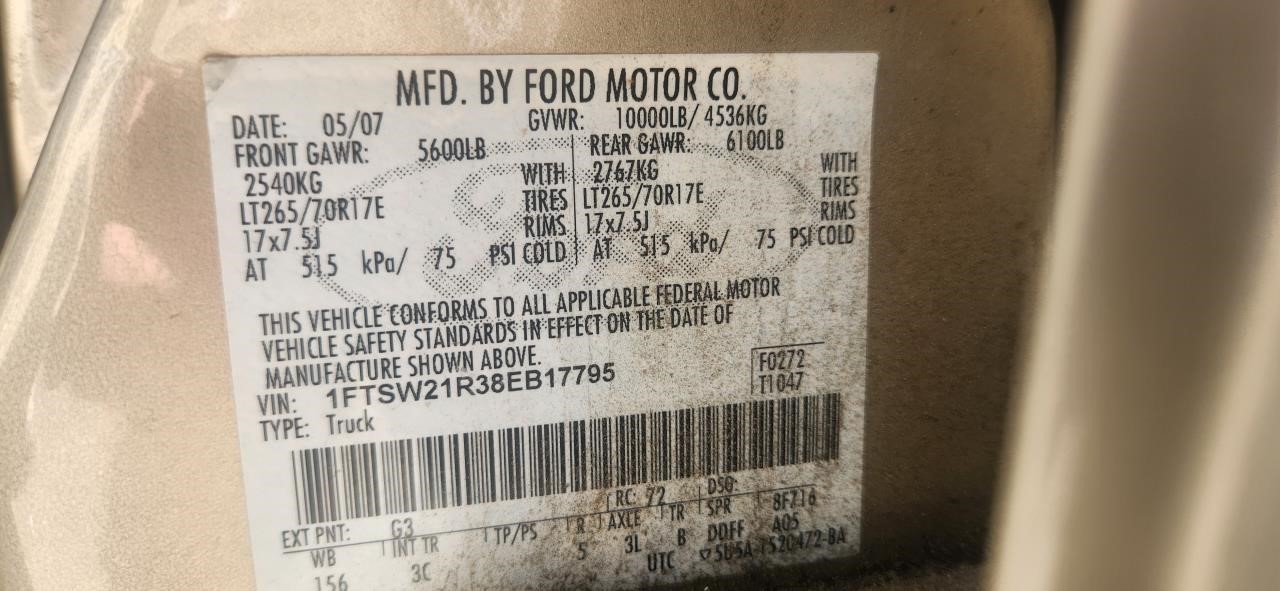 MFD. BY FORD MOTOR CO.
DATE: 05/07 GVWR: 10000LB/ 4536KG
FRONT GAWR: 5600LB REAR GAWR: 6100LB
2540KG WITH 2767KG WITH
LT265/70R17E TIRES LT265/70R17E TIRES
17x7.5J RIMS 17x7.5J RIMS
AT 515 kPa/ 75 PSI COLD AT 515 kPa/ 75 PSI COLD
THIS VEHICLE CONFORMS TO ALL APPLICABLE FEDERAL MOTOR
VEHICLE SAFETY STANDARDS IN EFFECT ON THE DATE OF
MANUFACTURE SHOWN ABOVE.
VIN: 1FTSW21R38EB17795 F0272
TYPE: Truck T1047
EXT PNT: G3 RC: 72 DSO:
WB INT TR TP/PS R AXLE TR SPR 8F716
156 3C 5 3L B DDFF A05
UTC 5U5A-1520472-BA